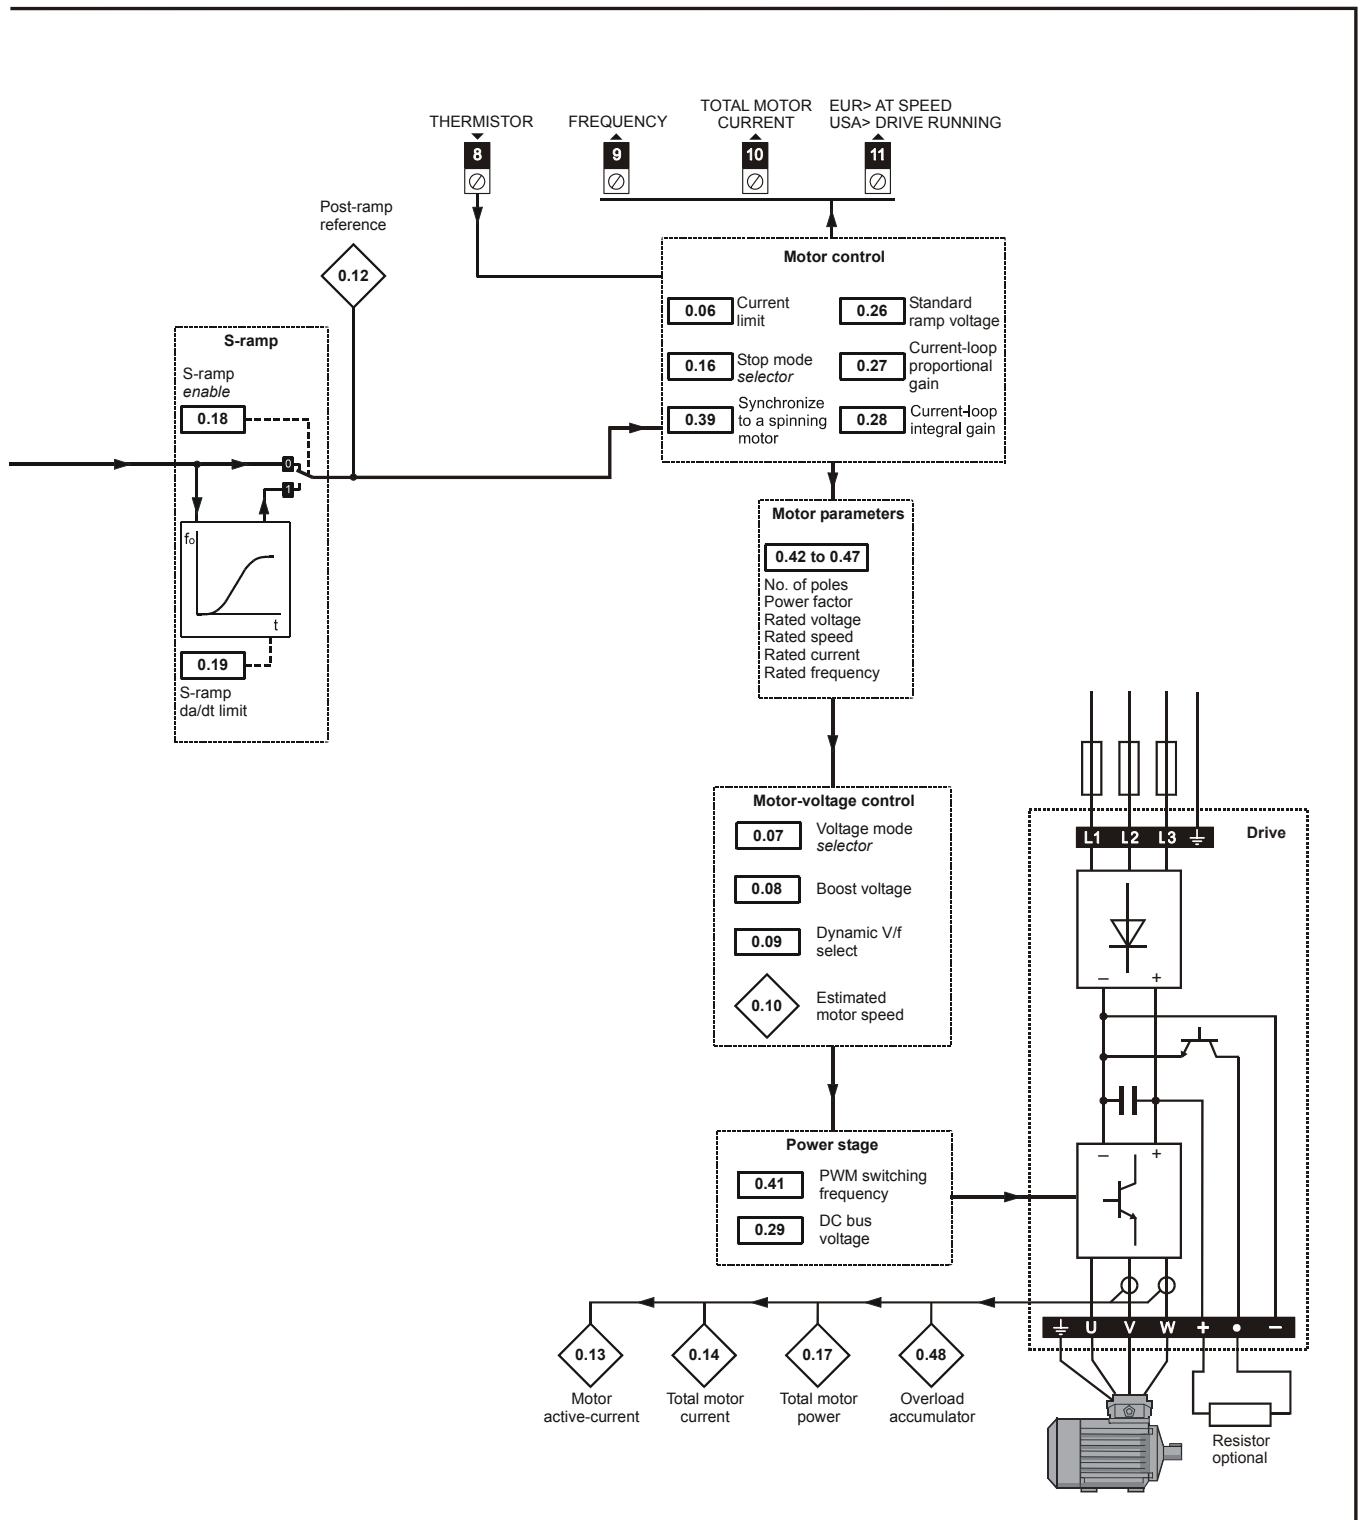 THERMISTOR
FREQUENCY
TOTAL MOTOR
CURRENT
EUR> AT SPEED
USA> DRIVE RUNNING
8
9
10
11
Post-ramp
reference
0.12
Motor control
0.06
Current
limit
0.26
Standard
ramp voltage
0.16
Stop mode
selector
0.27
Current-loop
proportional
gain
0.39
Synchronize
to a spinning
motor
0.28
Current-loop
integral gain
S-ramp
S-ramp
enable
0.18
0
1
fo
t
0.19
S-ramp
da/dt limit
Motor parameters
0.42 to 0.47
No. of poles
Power factor
Rated voltage
Rated speed
Rated current
Rated frequency
Motor-voltage control
0.07
Voltage mode
selector
0.08
Boost voltage
0.09
Dynamic V/f
select
0.10
Estimated
motor speed
Power stage
0.41
PWM switching
frequency
0.29
DC bus
voltage
Drive
L1 L2 L3
– +
– +
U V W + • –
0.13
Motor
active-current
0.14
Total motor
current
0.17
Total motor
power
0.48
Overload
accumulator
Resistor
optional